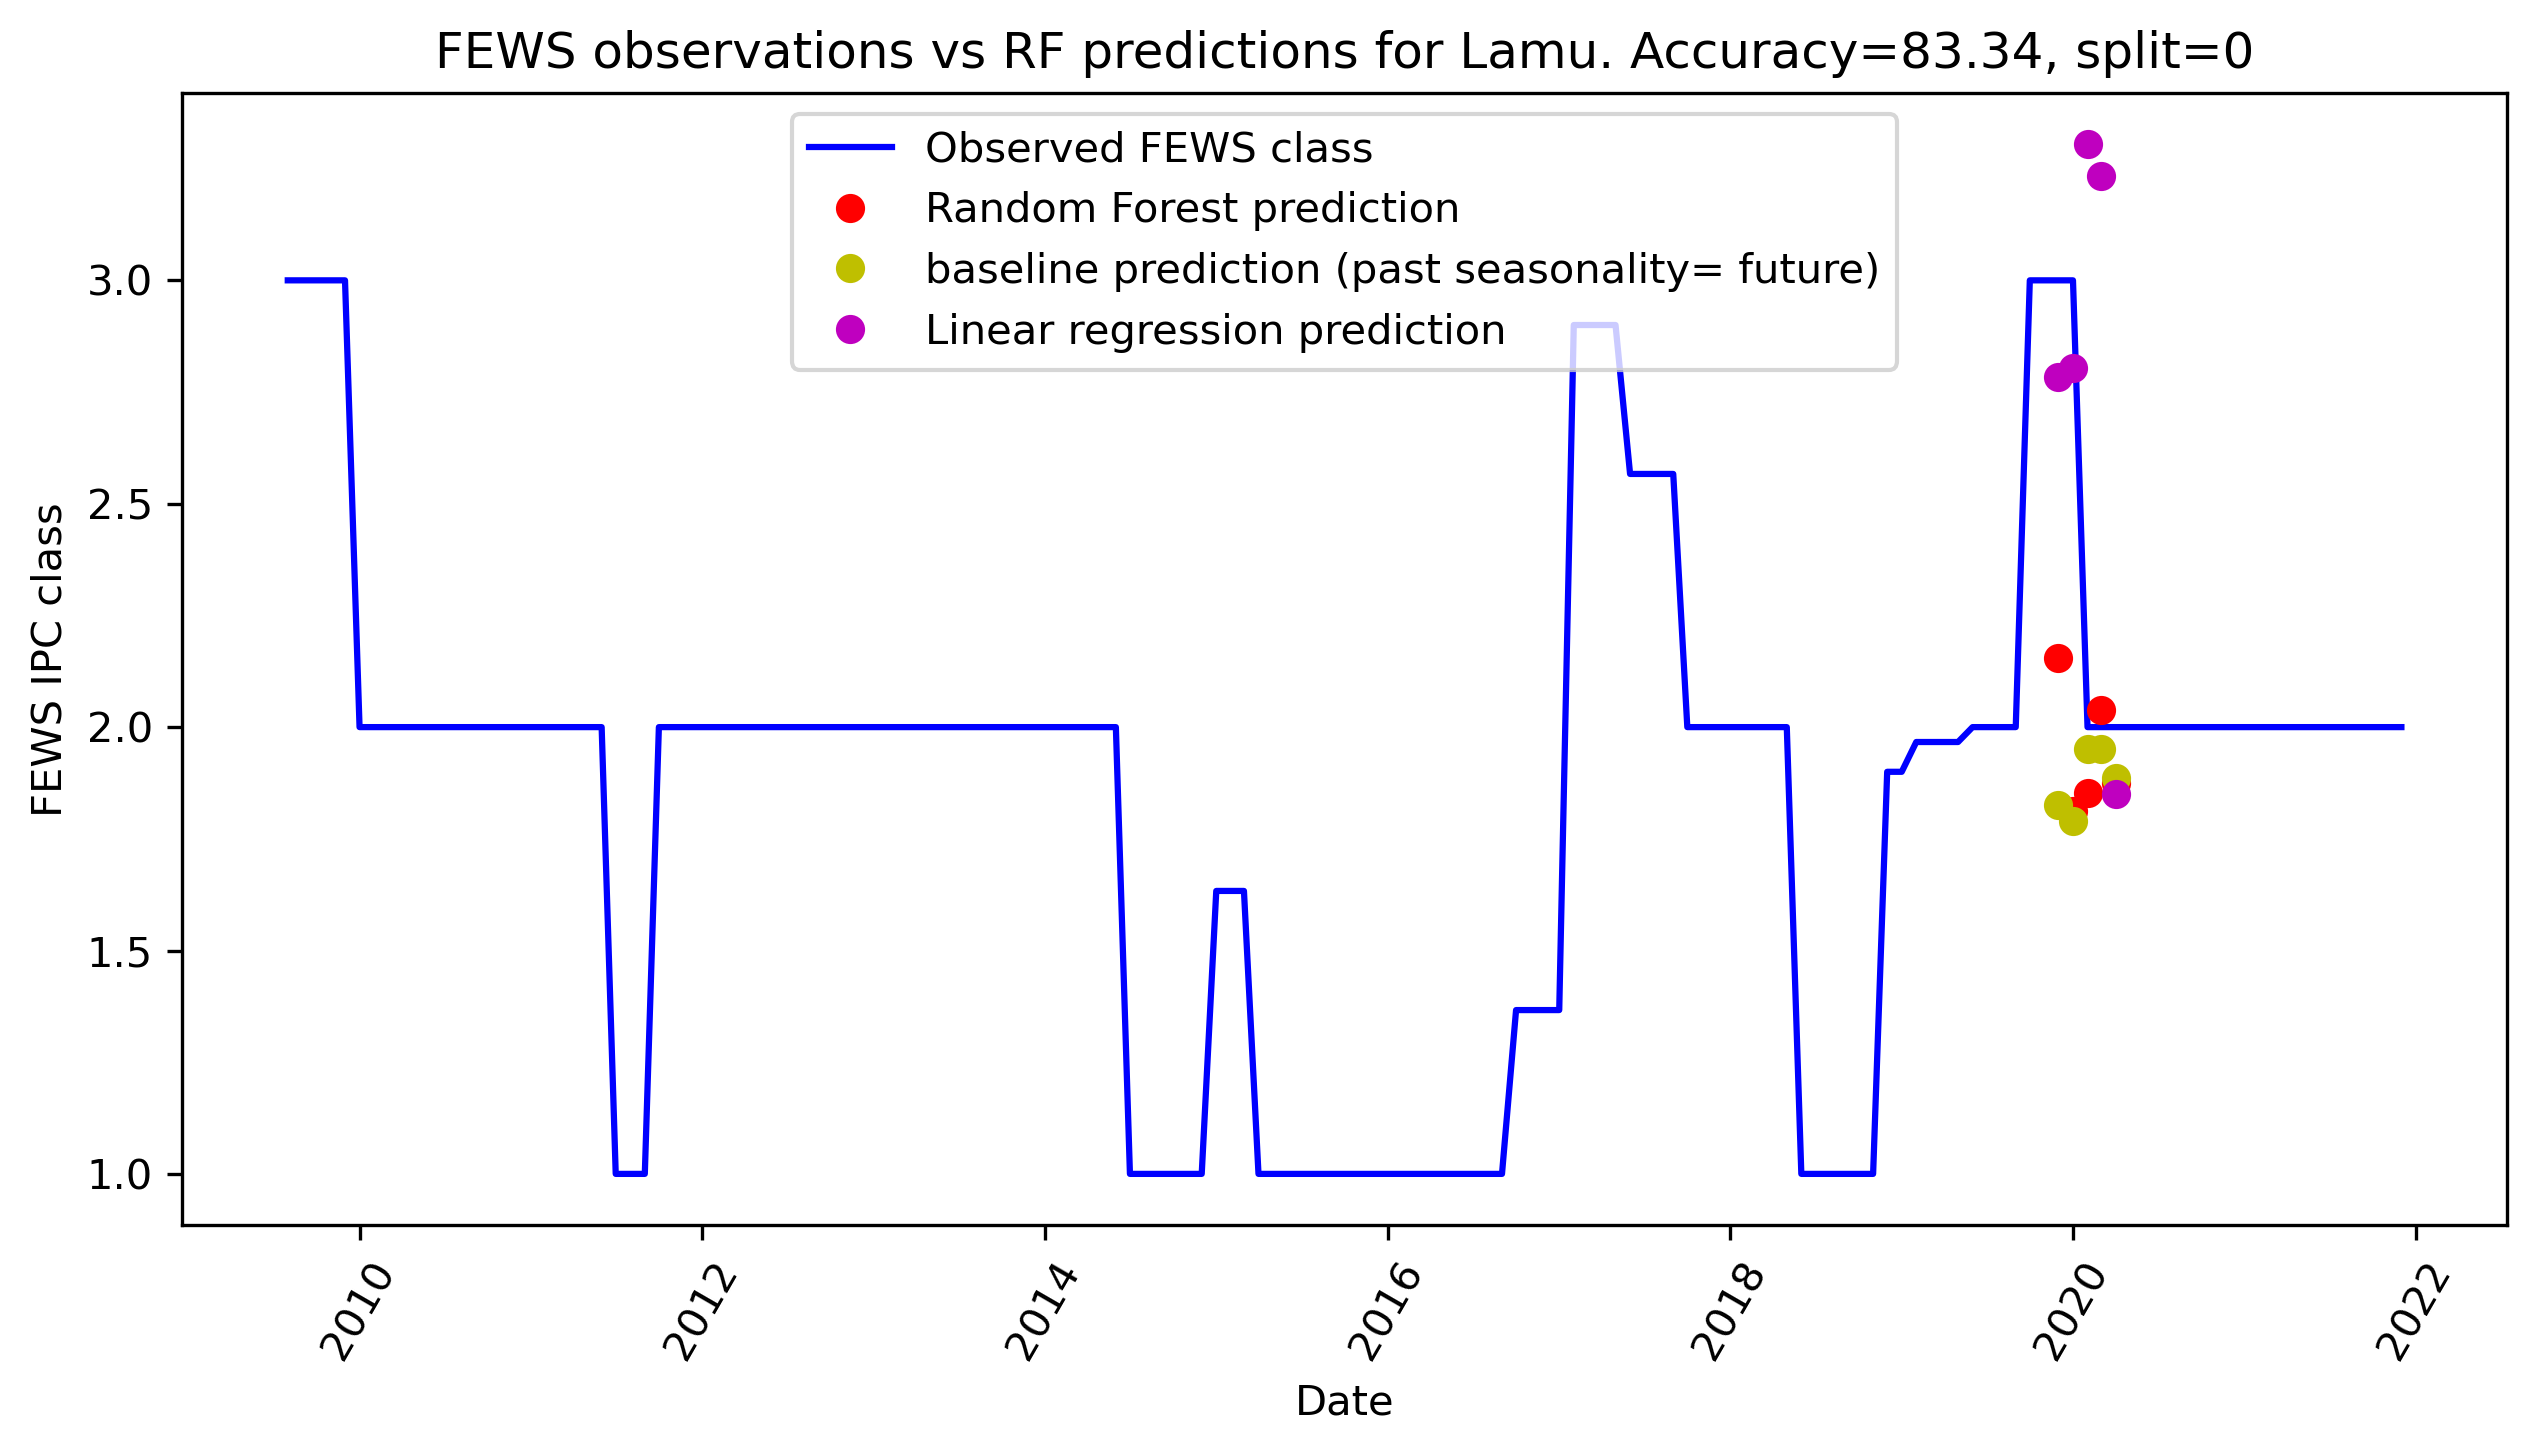 FEWS observations vs RF predictions for Lamu. Accuracy=83.34, split=0
Observed FEWS class
Random Forest prediction
baseline prediction (past seasonality= future)
Linear regression prediction
FEWS IPC class
3.0
2.5
2.0
1.5
1.0
2010
2012
2014
2016
2018
2020
2022
Date